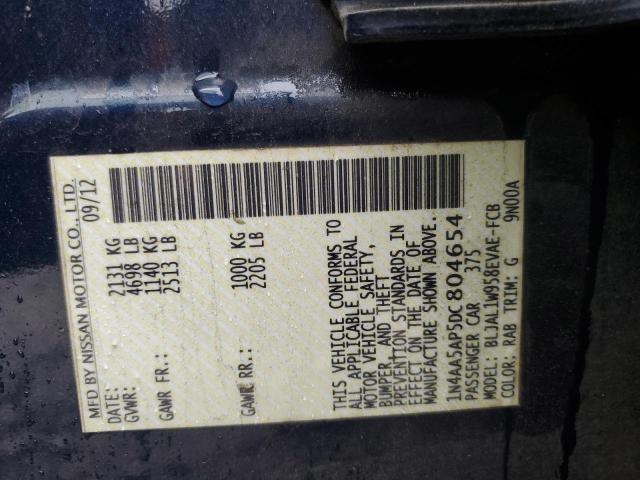 MFD BY NISSAN MOTOR CO., LTD.
DATE: 09/12
GVWR: 2131 KG
4698 LB
GAWR FR.: 1140 KG
2513 LB
GAWR RR.: 1000 KG
2205 LB
THIS VEHICLE CONFORMS TO
ALL APPLICABLE FEDERAL
MOTOR VEHICLE SAFETY,
BUMPER, AND THEFT
PREVENTION STANDARDS IN
EFFECT ON THE DATE OF
MANUFACTURE SHOWN ABOVE.
1N4AA5AP5DC804654
PASSENGER CAR 375
MODEL: BLJALIW958EVAE-FCB
COLOR: RAB TRIM: G 9N00A